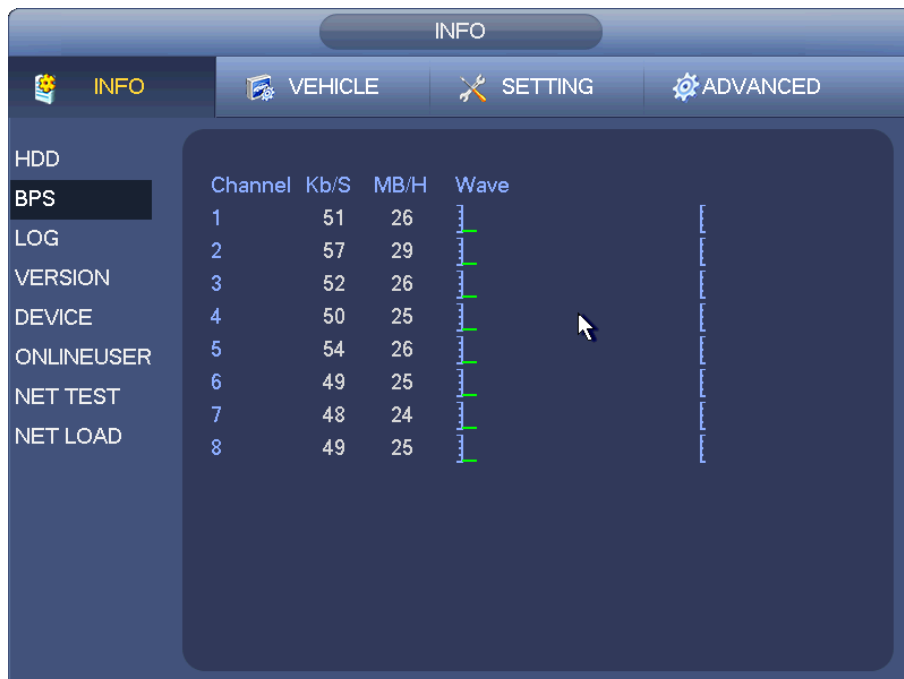 INFO
INFO VEHICLE SETTING ADVANCED
HDD
BPS
LOG
VERSION
DEVICE
ONLINEUSER
NET TEST
NET LOAD
Channel Kb/S MB/H Wave
1 51 26
2 57 29
3 52 26
4 50 25
5 54 26
6 49 25
7 48 24
8 49 25